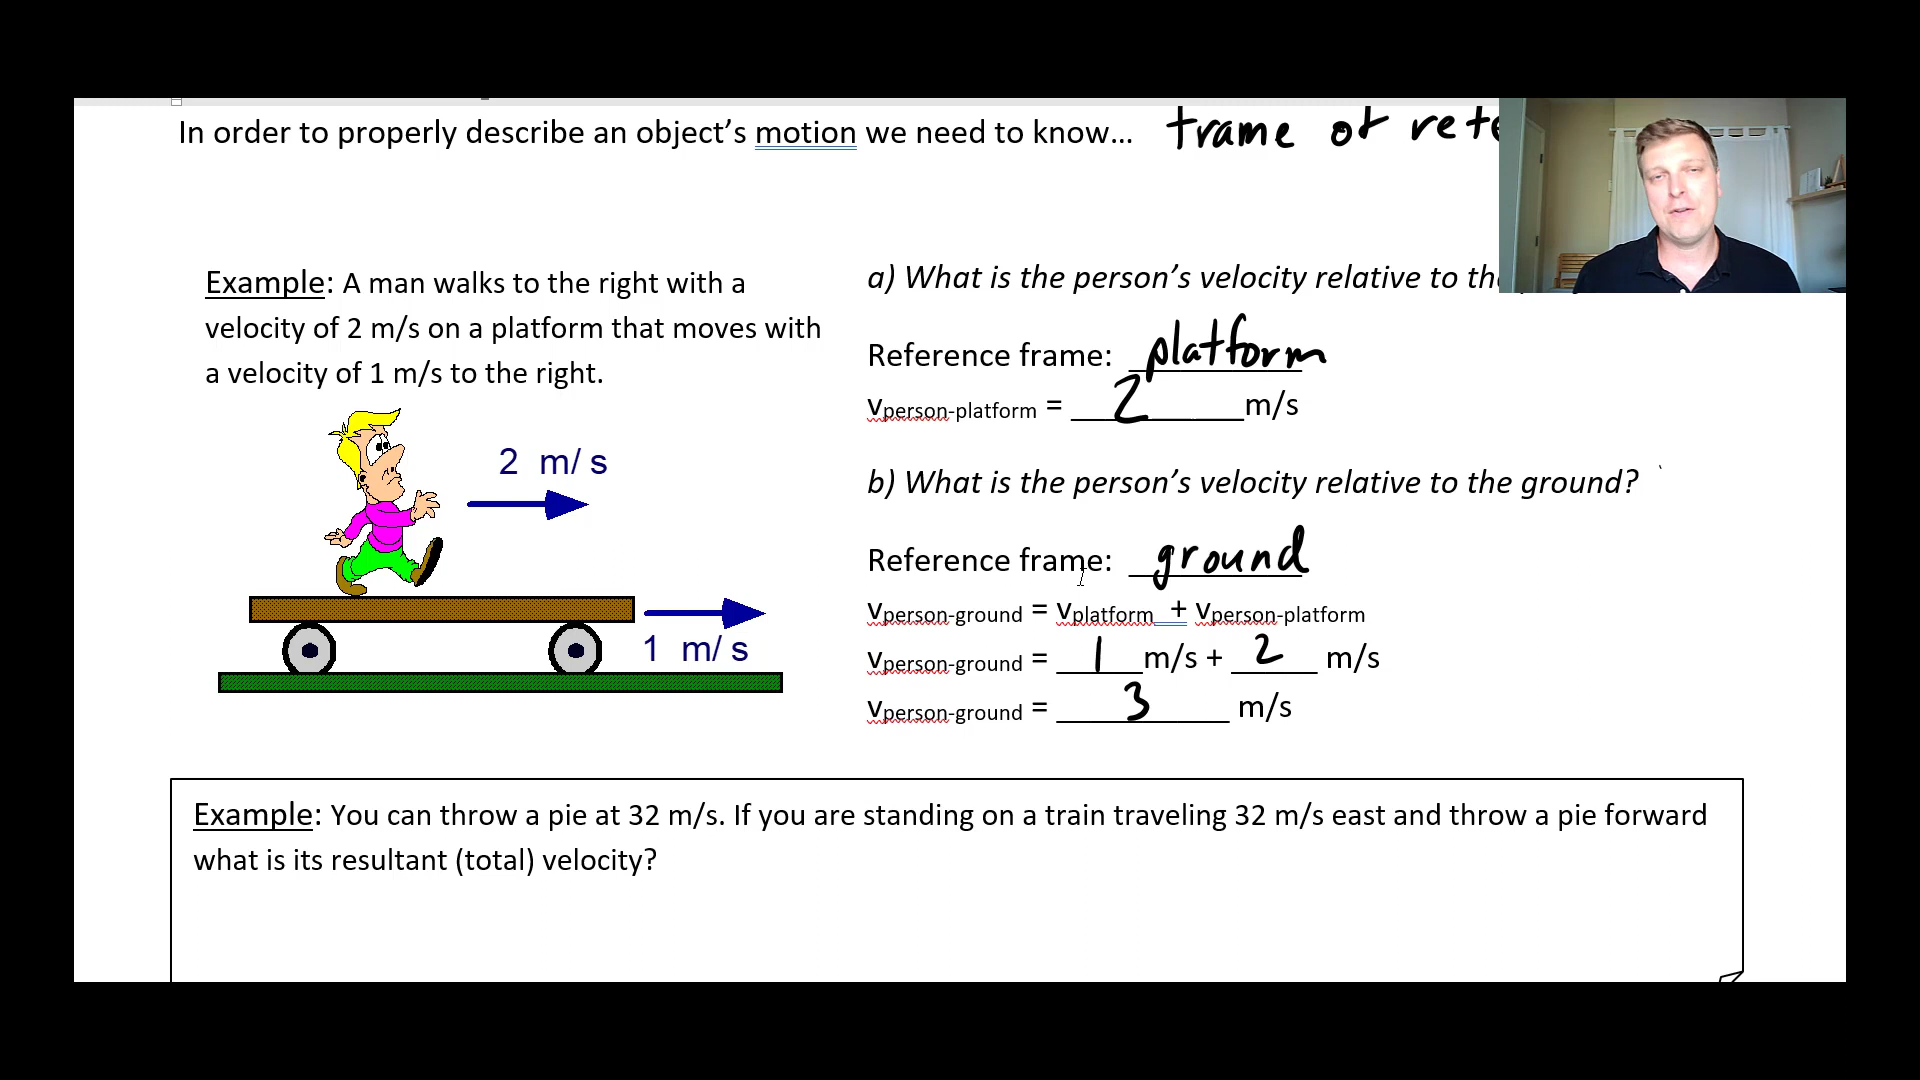 In order to properly describe an object’s motion we need to know... frame of
Example: A man walks to the right with a
velocity of 2 m/s on a platform that moves with
a velocity of 1 m/s to the right.
2 m/s
1 m/s
a) What is the person’s velocity relative to
Reference frame: platform
vperson-platform = 2 m/s
b) What is the person’s velocity relative to the ground?
Reference frame: ground
vperson-ground = vplatform + vperson-platform
vperson-ground = 1 m/s + 2 m/s
vperson-ground = 3 m/s
Example: You can throw a pie at 32 m/s. If you are standing on a train traveling 32 m/s east and throw a pie forward
what is its resultant (total) velocity?